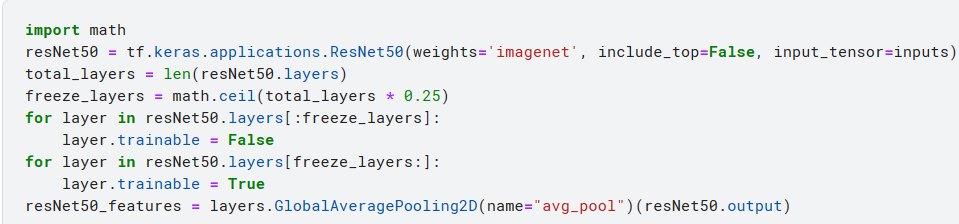 import math
resNet50 = tf.keras.applications.ResNet50(weights='imagenet', include_top=False, input_tensor=inputs)
total_layers = len(resNet50.layers)
freeze_layers = math.ceil(total_layers * 0.25)
for layer in resNet50.layers[:freeze_layers]:
    layer.trainable = False
for layer in resNet50.layers[freeze_layers:]:
    layer.trainable = True
resNet50_features = layers.GlobalAveragePooling2D(name="avg_pool")(resNet50.output)